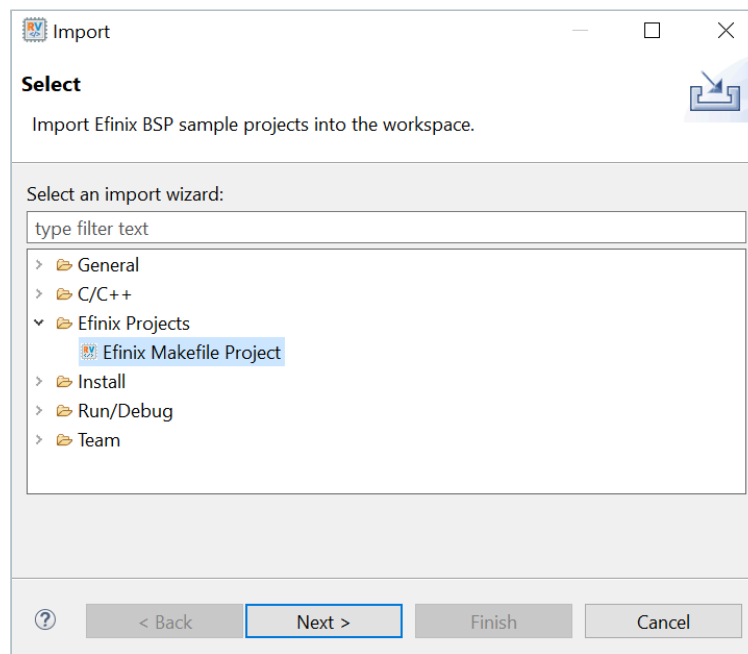 Import
Select
Import Efinix BSP sample projects into the workspace.
Select an import wizard:
type filter text
General
C/C++
Efinix Projects
RV Efinix Makefile Project
Install
Run/Debug
Team
? < Back Next > Finish Cancel